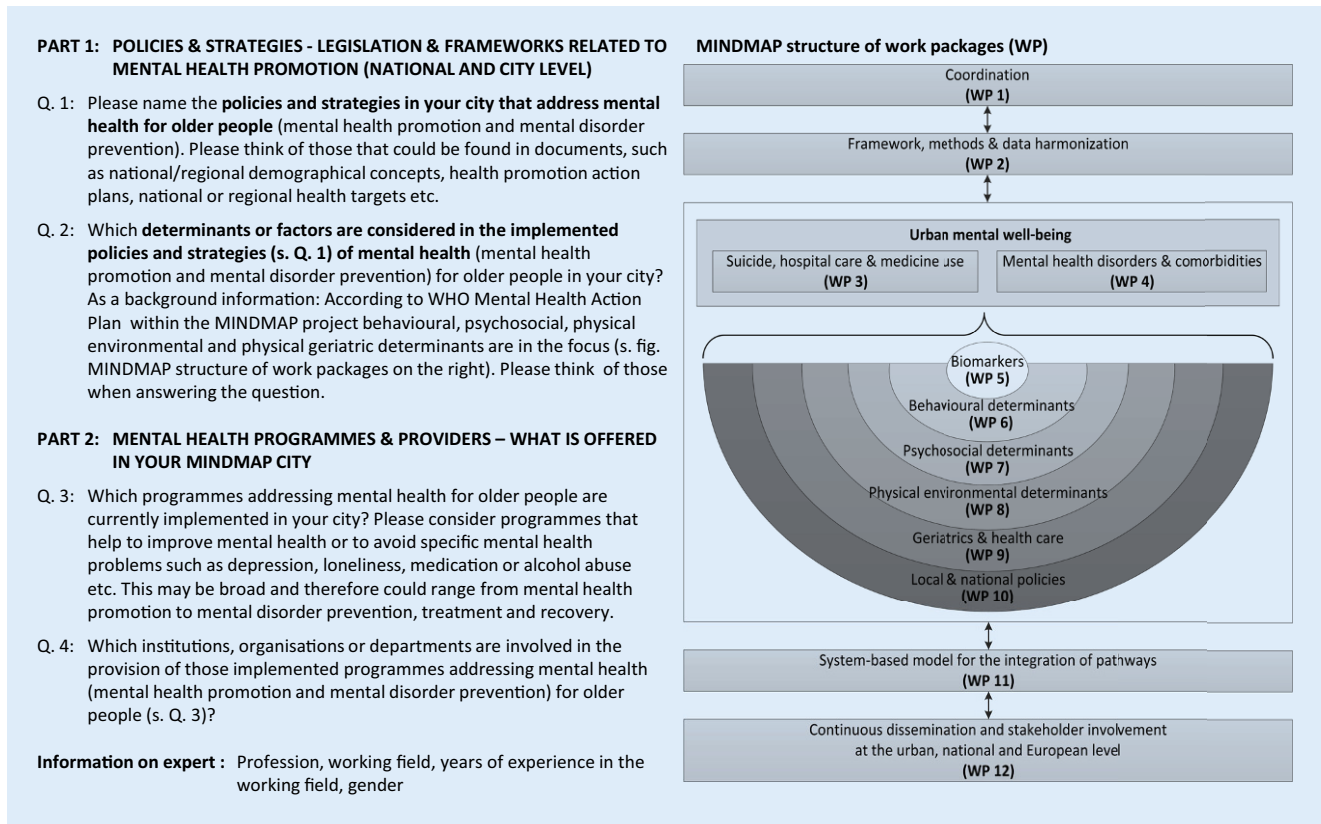 PART 1: POLICIES & STRATEGIES - LEGISLATION & FRAMEWORKS RELATED TO
MENTAL HEALTH PROMOTION (NATIONAL AND CITY LEVEL)
Q. 1: Please name the policies and strategies in your city that address mental
health for older people (mental health promotion and mental disorder
prevention). Please think of those that could be found in documents, such
as national/regional demographical concepts, health promotion action
plans, national or regional health targets etc.
Q. 2: Which determinants or factors are considered in the implemented
policies and strategies (s. Q. 1) of mental health (mental health
promotion and mental disorder prevention) for older people in your city?
As a background information: According to WHO Mental Health Action
Plan within the MINDMAP project behavioural, psychosocial, physical
environmental and physical geriatric determinants are in the focus (s. fig.
MINDMAP structure of work packages on the right). Please think of those
when answering the question.
PART 2: MENTAL HEALTH PROGRAMMES & PROVIDERS – WHAT IS OFFERED
IN YOUR MINDMAP CITY
Q. 3: Which programmes addressing mental health for older people are
currently implemented in your city? Please consider programmes that
help to improve mental health or to avoid specific mental health
problems such as depression, loneliness, medication or alcohol abuse
etc. This may be broad and therefore could range from mental health
promotion to mental disorder prevention, treatment and recovery.
Q. 4: Which institutions, organisations or departments are involved in the
provision of those implemented programmes addressing mental health
(mental health promotion and mental disorder prevention) for older
people (s. Q. 3)?
Information on expert : Profession, working field, years of experience in the
working field, gender
MINDMAP structure of work packages (WP)
Coordination
(WP 1)
Framework, methods & data harmonization
(WP 2)
Urban mental well-being
Suicide, hospital care & medicine use
(WP 3)
Mental health disorders & comorbidities
(WP 4)
Biomarkers
(WP 5)
Behavioural determinants
(WP 6)
Psychosocial determinants
(WP 7)
Physical environmental determinants
(WP 8)
Geriatrics & health care
(WP 9)
Local & national policies
(WP 10)
System-based model for the integration of pathways
(WP 11)
Continuous dissemination and stakeholder involvement
at the urban, national and European level
(WP 12)